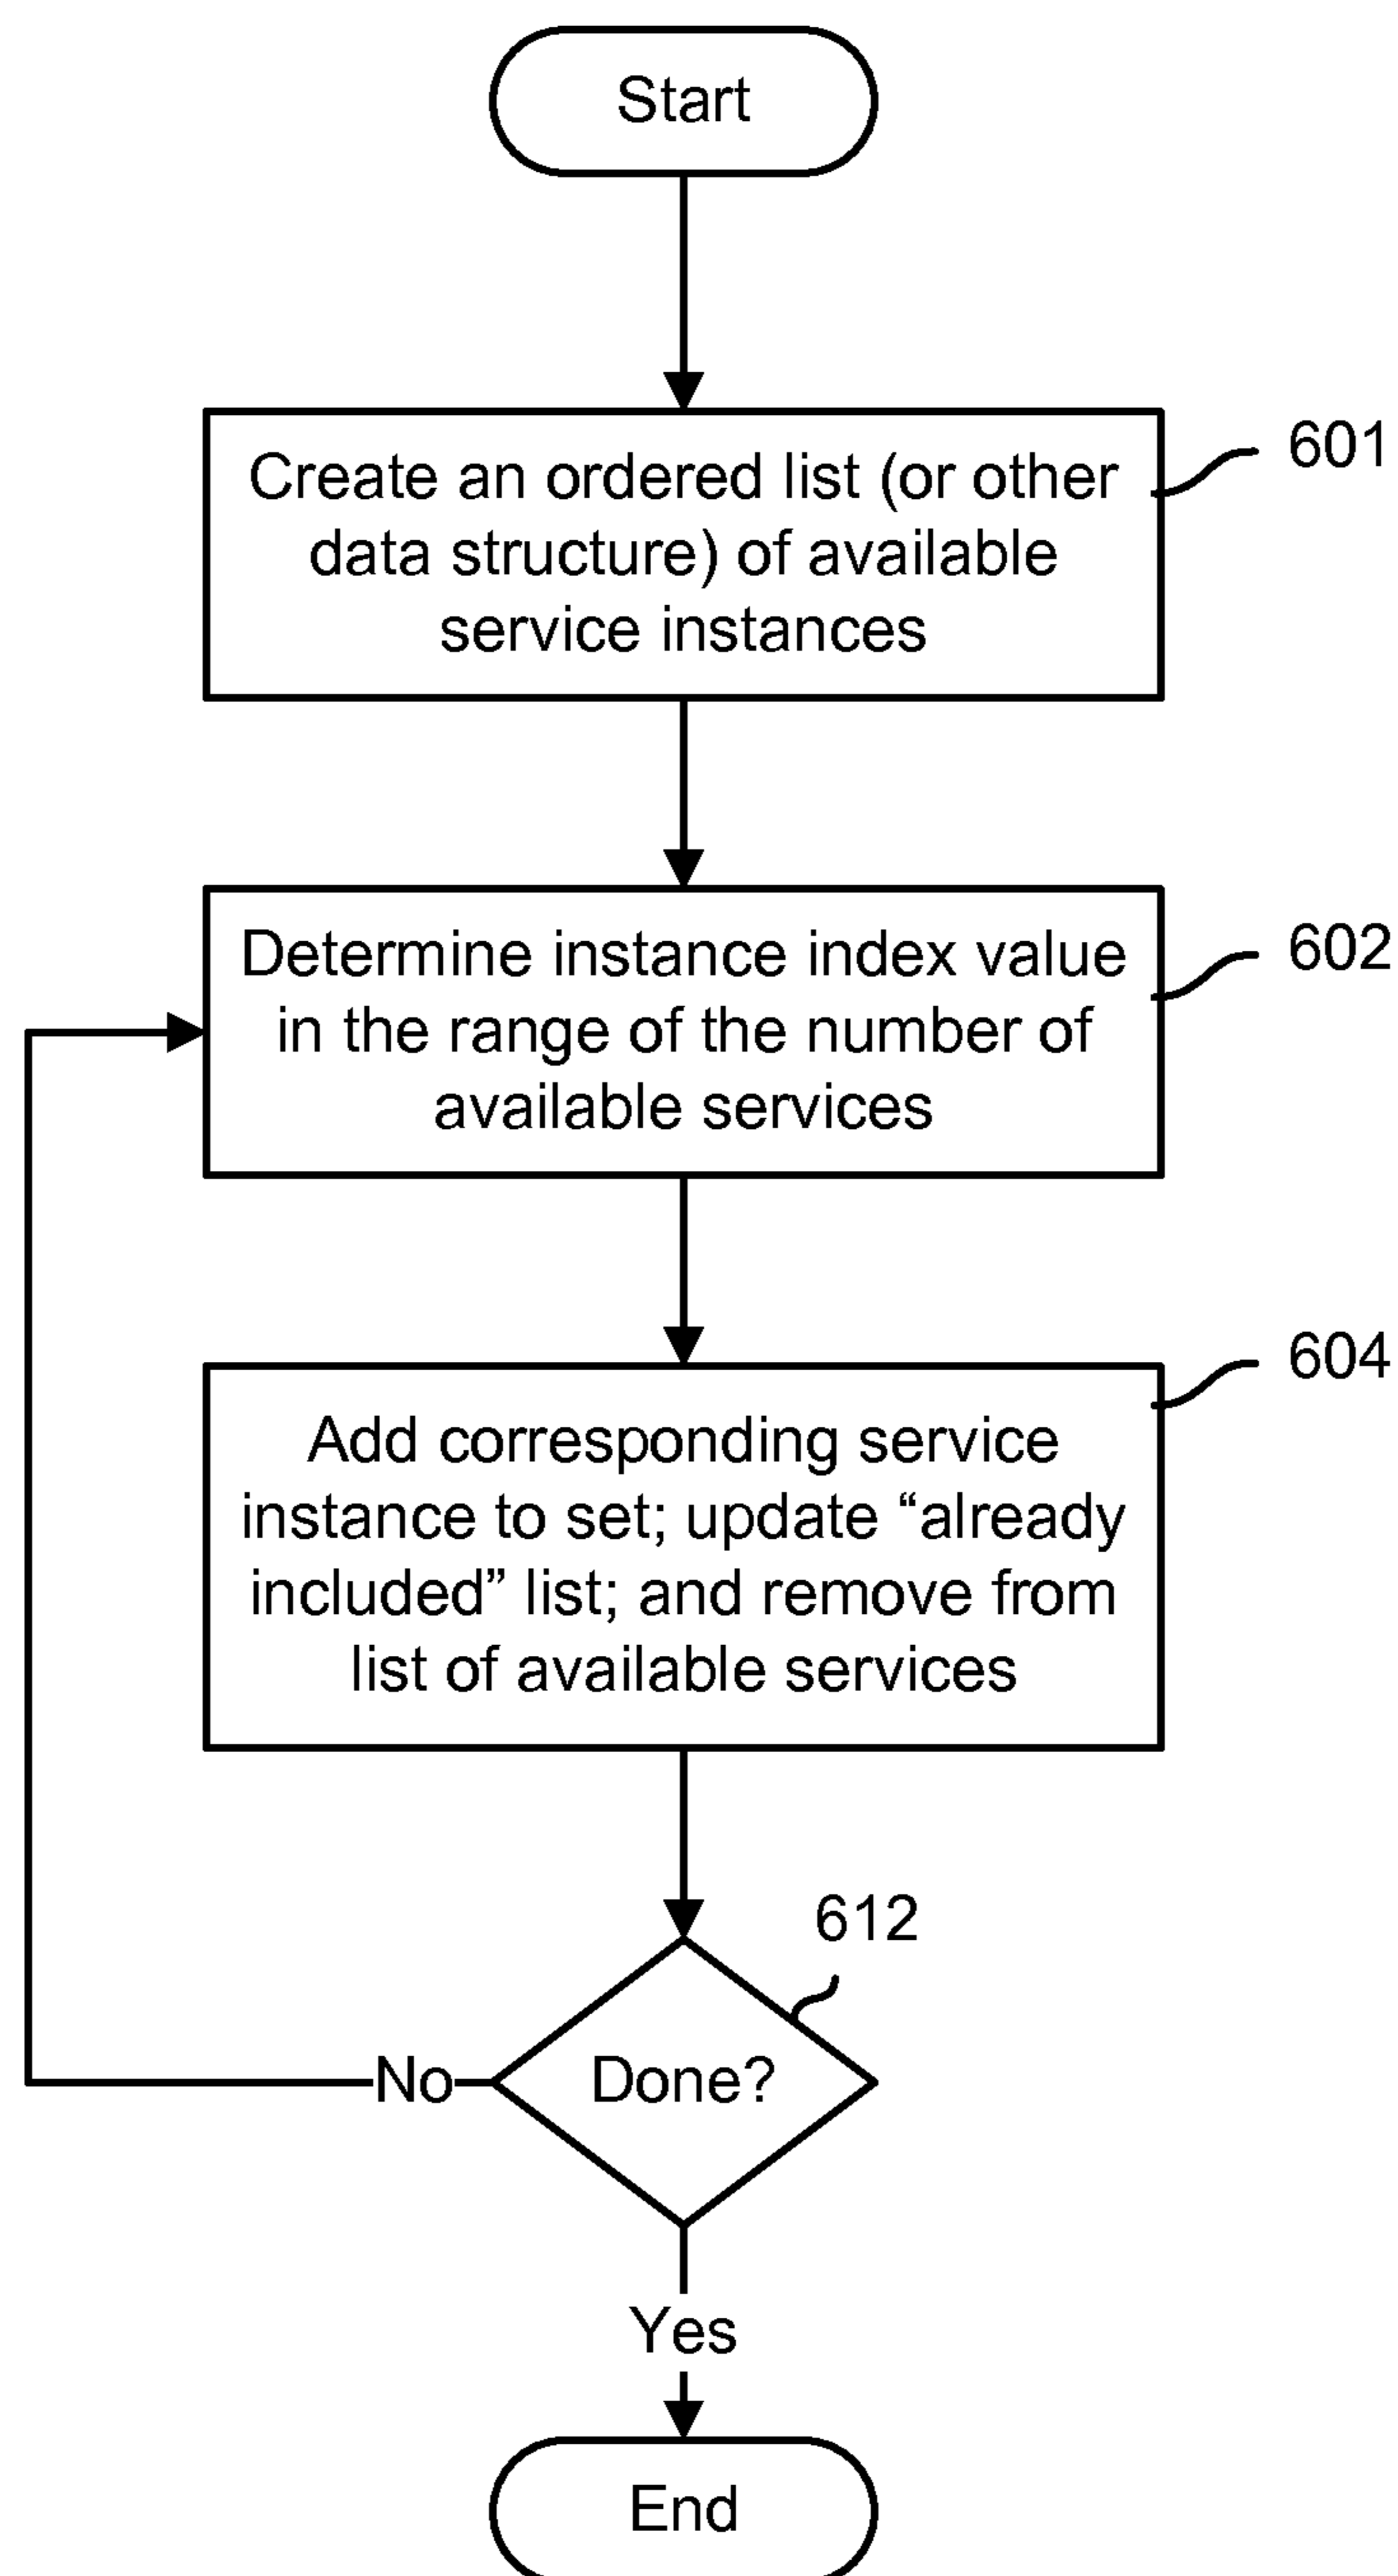 Start
Create an ordered list (or other
data structure) of available
service instances
601
Determine instance index value
in the range of the number of
available services
602
Add corresponding service
instance to set; update “already
included” list; and remove from
list of available services
604
612
Done?
No
Yes
End